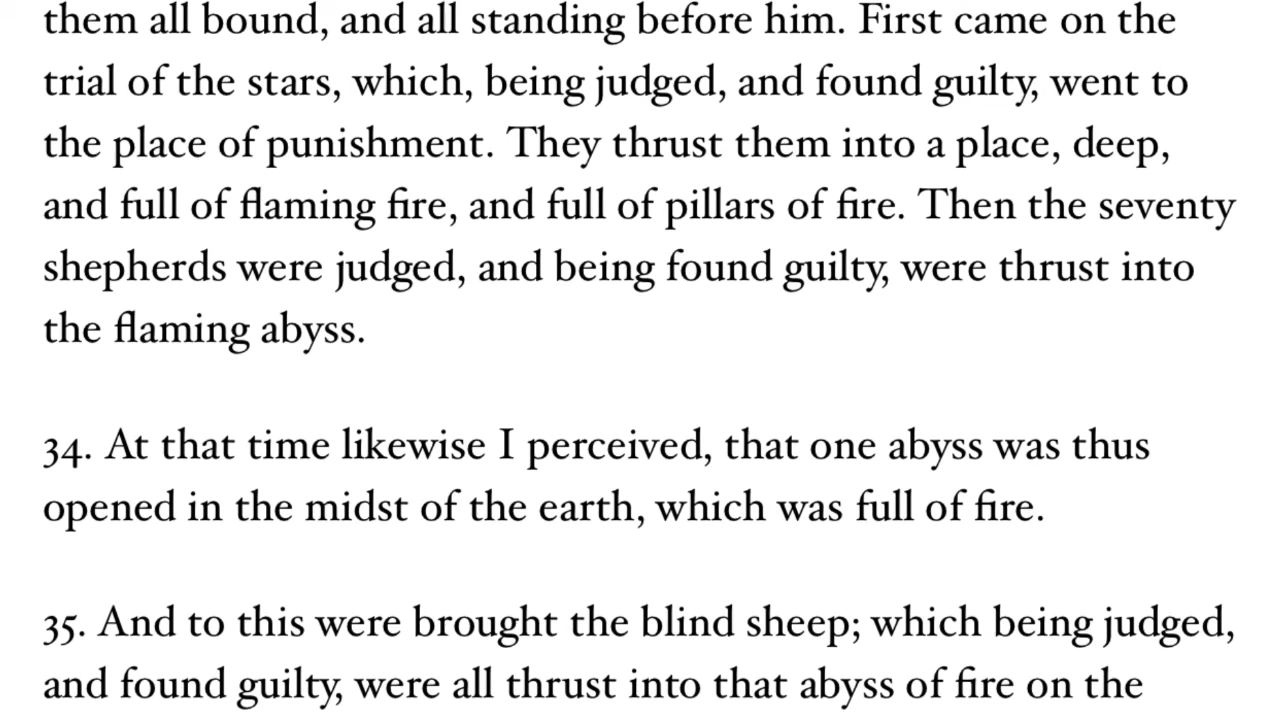 them all bound, and all standing before him. First came on the
trial of the stars, which, being judged, and found guilty, went to
the place of punishment. They thrust them into a place, deep,
and full of flaming fire, and full of pillars of fire. Then the seventy
shepherds were judged, and being found guilty, were thrust into
the flaming abyss.
34. At that time likewise I perceived, that one abyss was thus
opened in the midst of the earth, which was full of fire.
35. And to this were brought the blind sheep; which being judged,
and found guilty, were all thrust into that abyss of fire on the